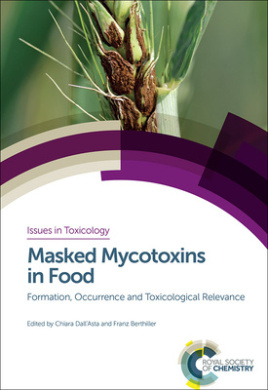 Issues in Toxicology
Masked Mycotoxins
in Food
Formation, Occurrence and Toxicological Relevance
Edited by Chiara Dall'Asta and Franz Berthiller
ROYAL SOCIETY
OF CHEMISTRY